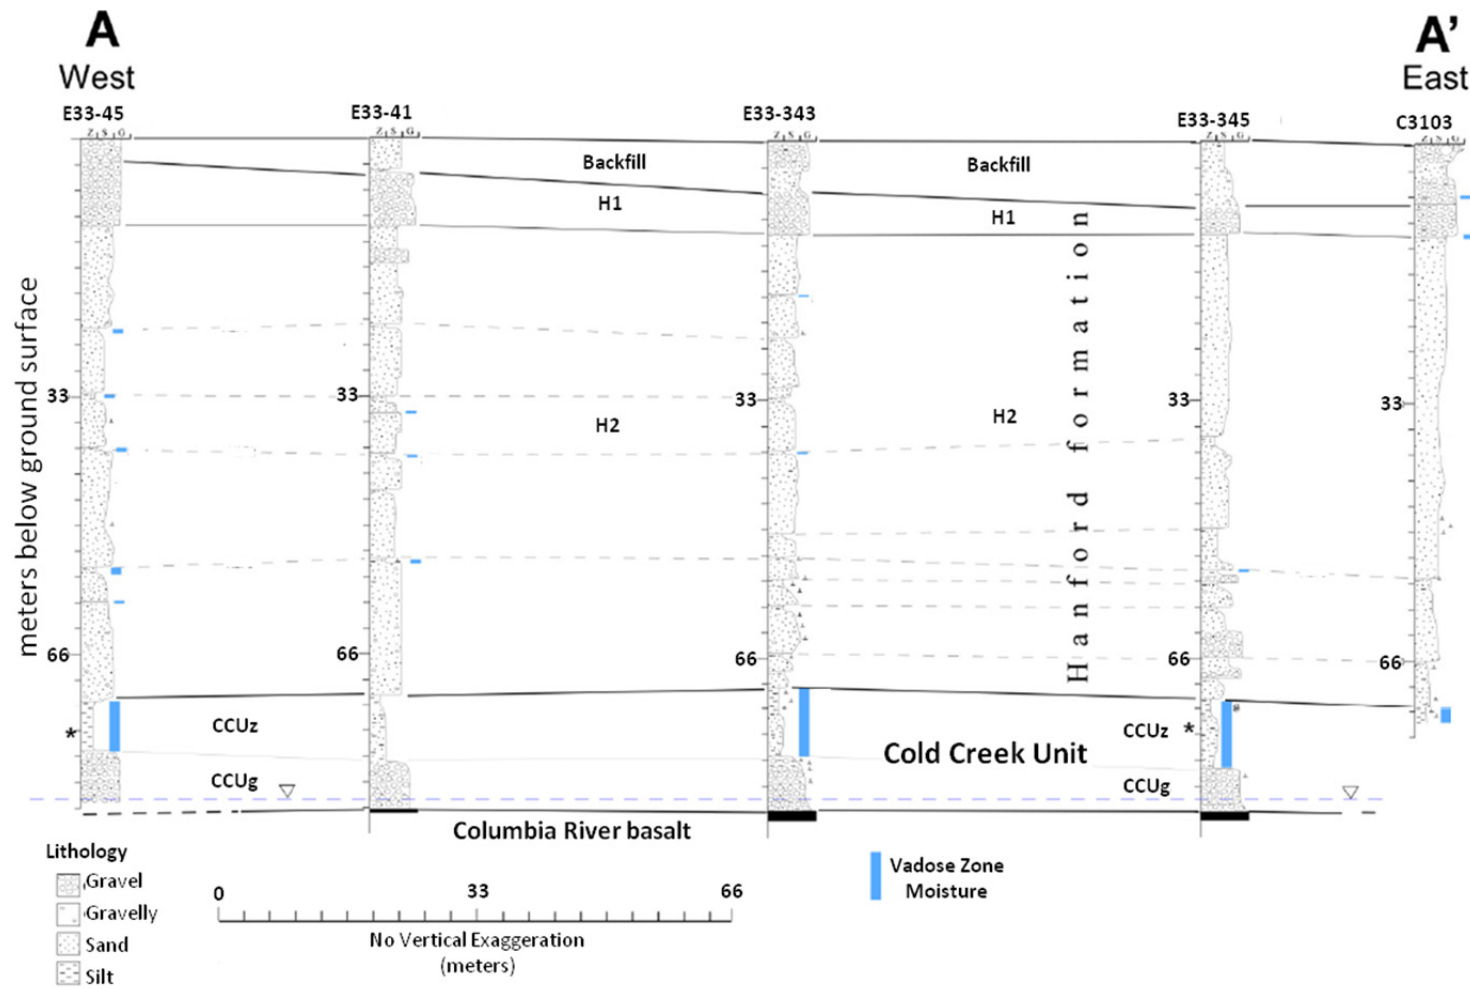 A
A'
West
East
E33-45
E33-41
E33-343
E33-345
C3103
Z S G
Z S G
Z S G
Z S G
Z S G
Backfill
Backfill
H1
H1
meters below ground surface
33
33
33
33
33
H2
H2
Hanford formation
66
66
66
66
66
*
CCUz
CCUz
*
Cold Creek Unit
CCUg
CCUg
Columbia River basalt
Lithology
Gravel
Gravelly
Sand
Silt
0
33
66
No Vertical Exaggeration
(meters)
Vadose Zone
Moisture